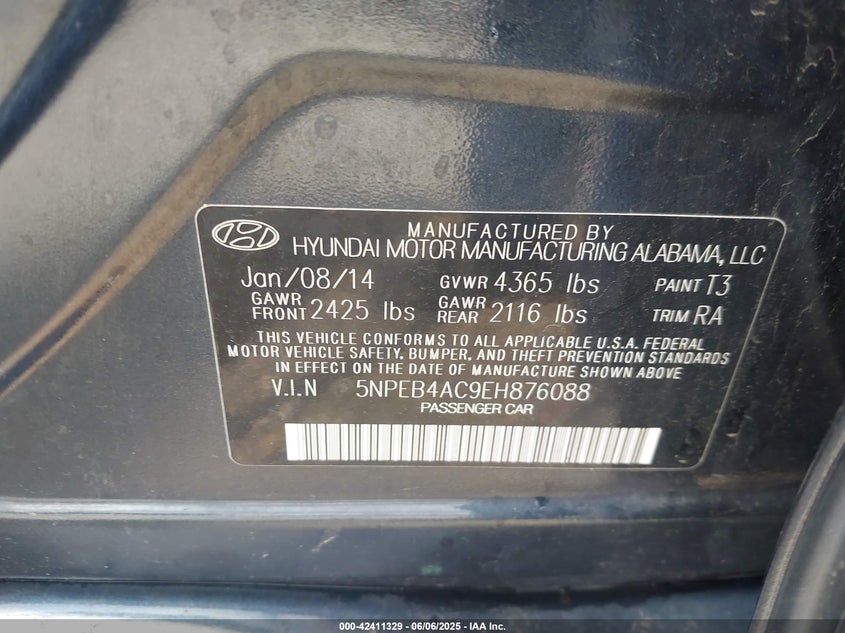 MANUFACTURED BY
HYUNDAI MOTOR MANUFACTURING ALABAMA, LLC
Jan/08/14 GVWR 4365 lbs PAINT T3
GAWR FRONT 2425 lbs GAWR REAR 2116 lbs TRIM RA
THIS VEHICLE CONFORMS TO ALL APPLICABLE U.S.A. FEDERAL
MOTOR VEHICLE SAFETY, BUMPER, AND THEFT PREVENTION STANDARDS
IN EFFECT ON THE DATE OF MANUFACTURE SHOWN ABOVE
V.I.N 5NPEB4AC9EH876088
PASSENGER CAR
000-42411329 - 06/06/2025 - IAA Inc.